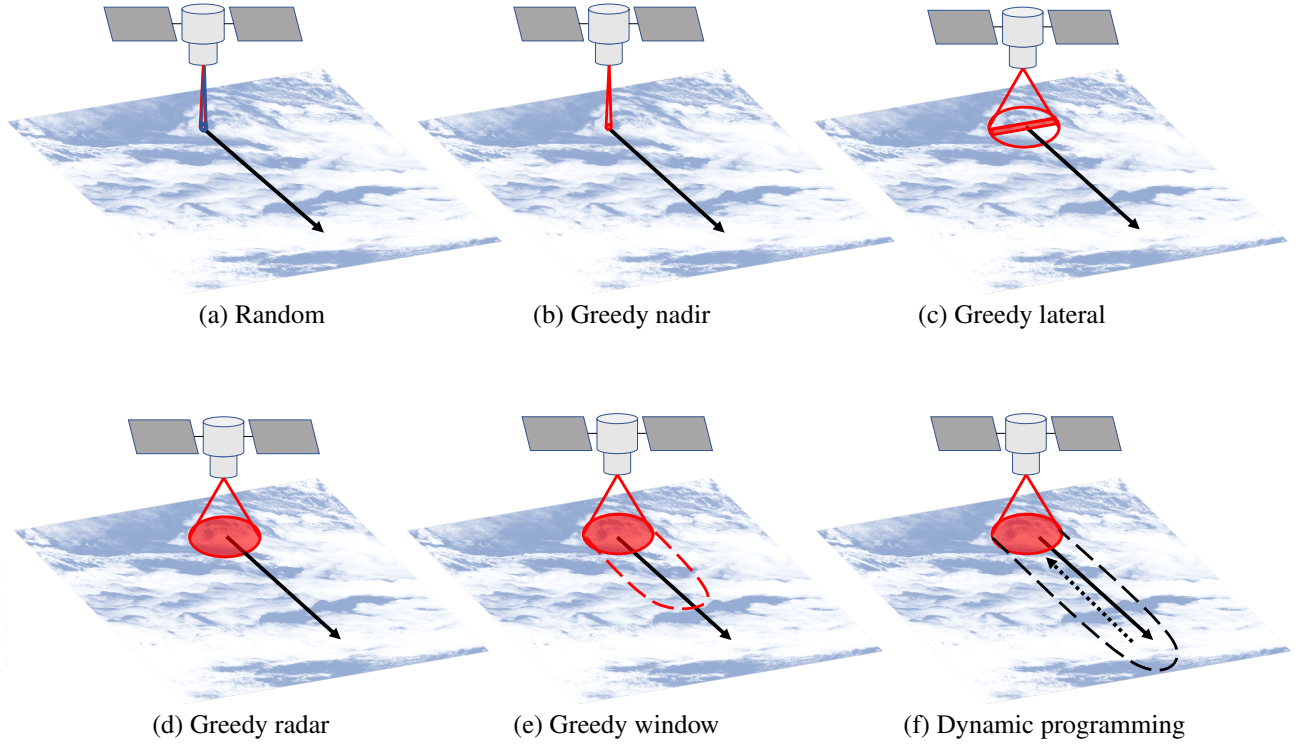 (a) Random
(b) Greedy nadir
(c) Greedy lateral
(d) Greedy radar
(e) Greedy window
(f) Dynamic programming